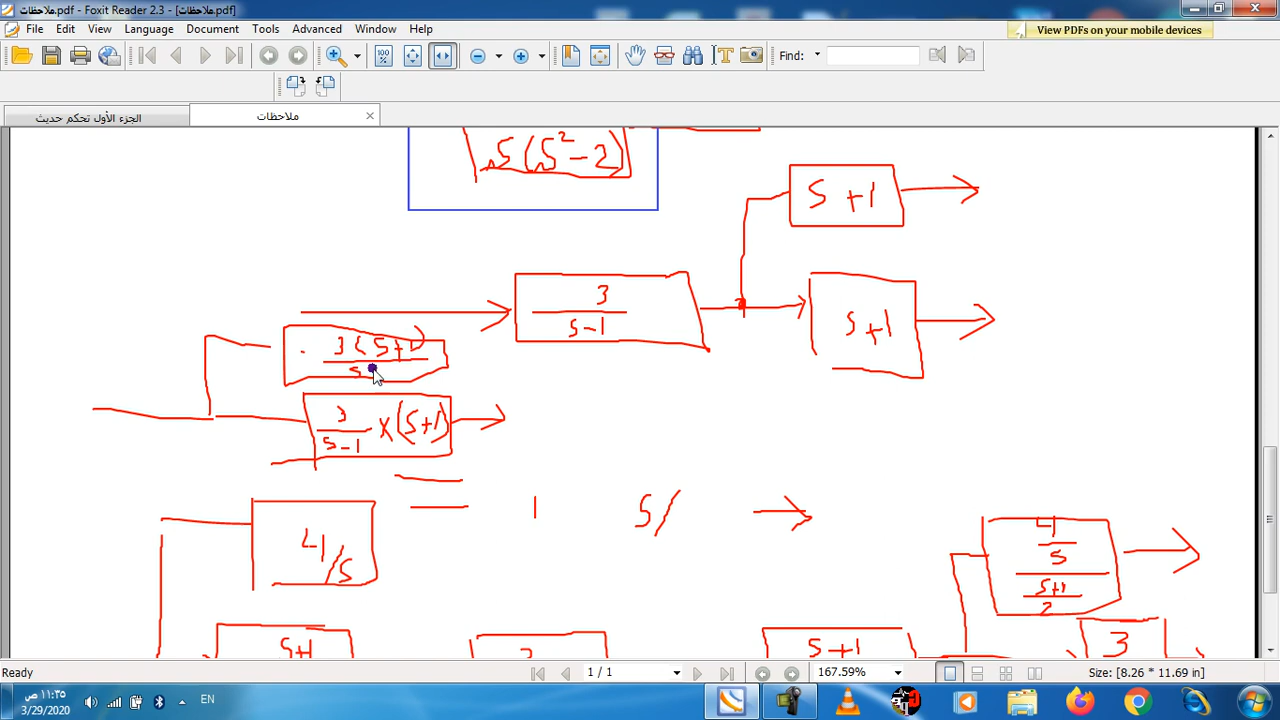 ملاحظات.pdf - Foxit Reader 2.3 - [ملاحظات.pdf]
File Edit View Language Document Tools Advanced Window Help
View PDFs on your mobile devices
Find:
الجزء الأول تحكم حديث
ملاحظات
s(s²-2)
s+1
3/(s-1)
s+1
3(s+1)
s
3/(s-1) × (s+1)
1 s/
4/s
(4/s)/((s+1)/2)
s+1
s+1
3
Ready
1 / 1
167.59%
Size: [8.26 * 11.69 in]
EN
١١:٣٥ ص
3/29/2020